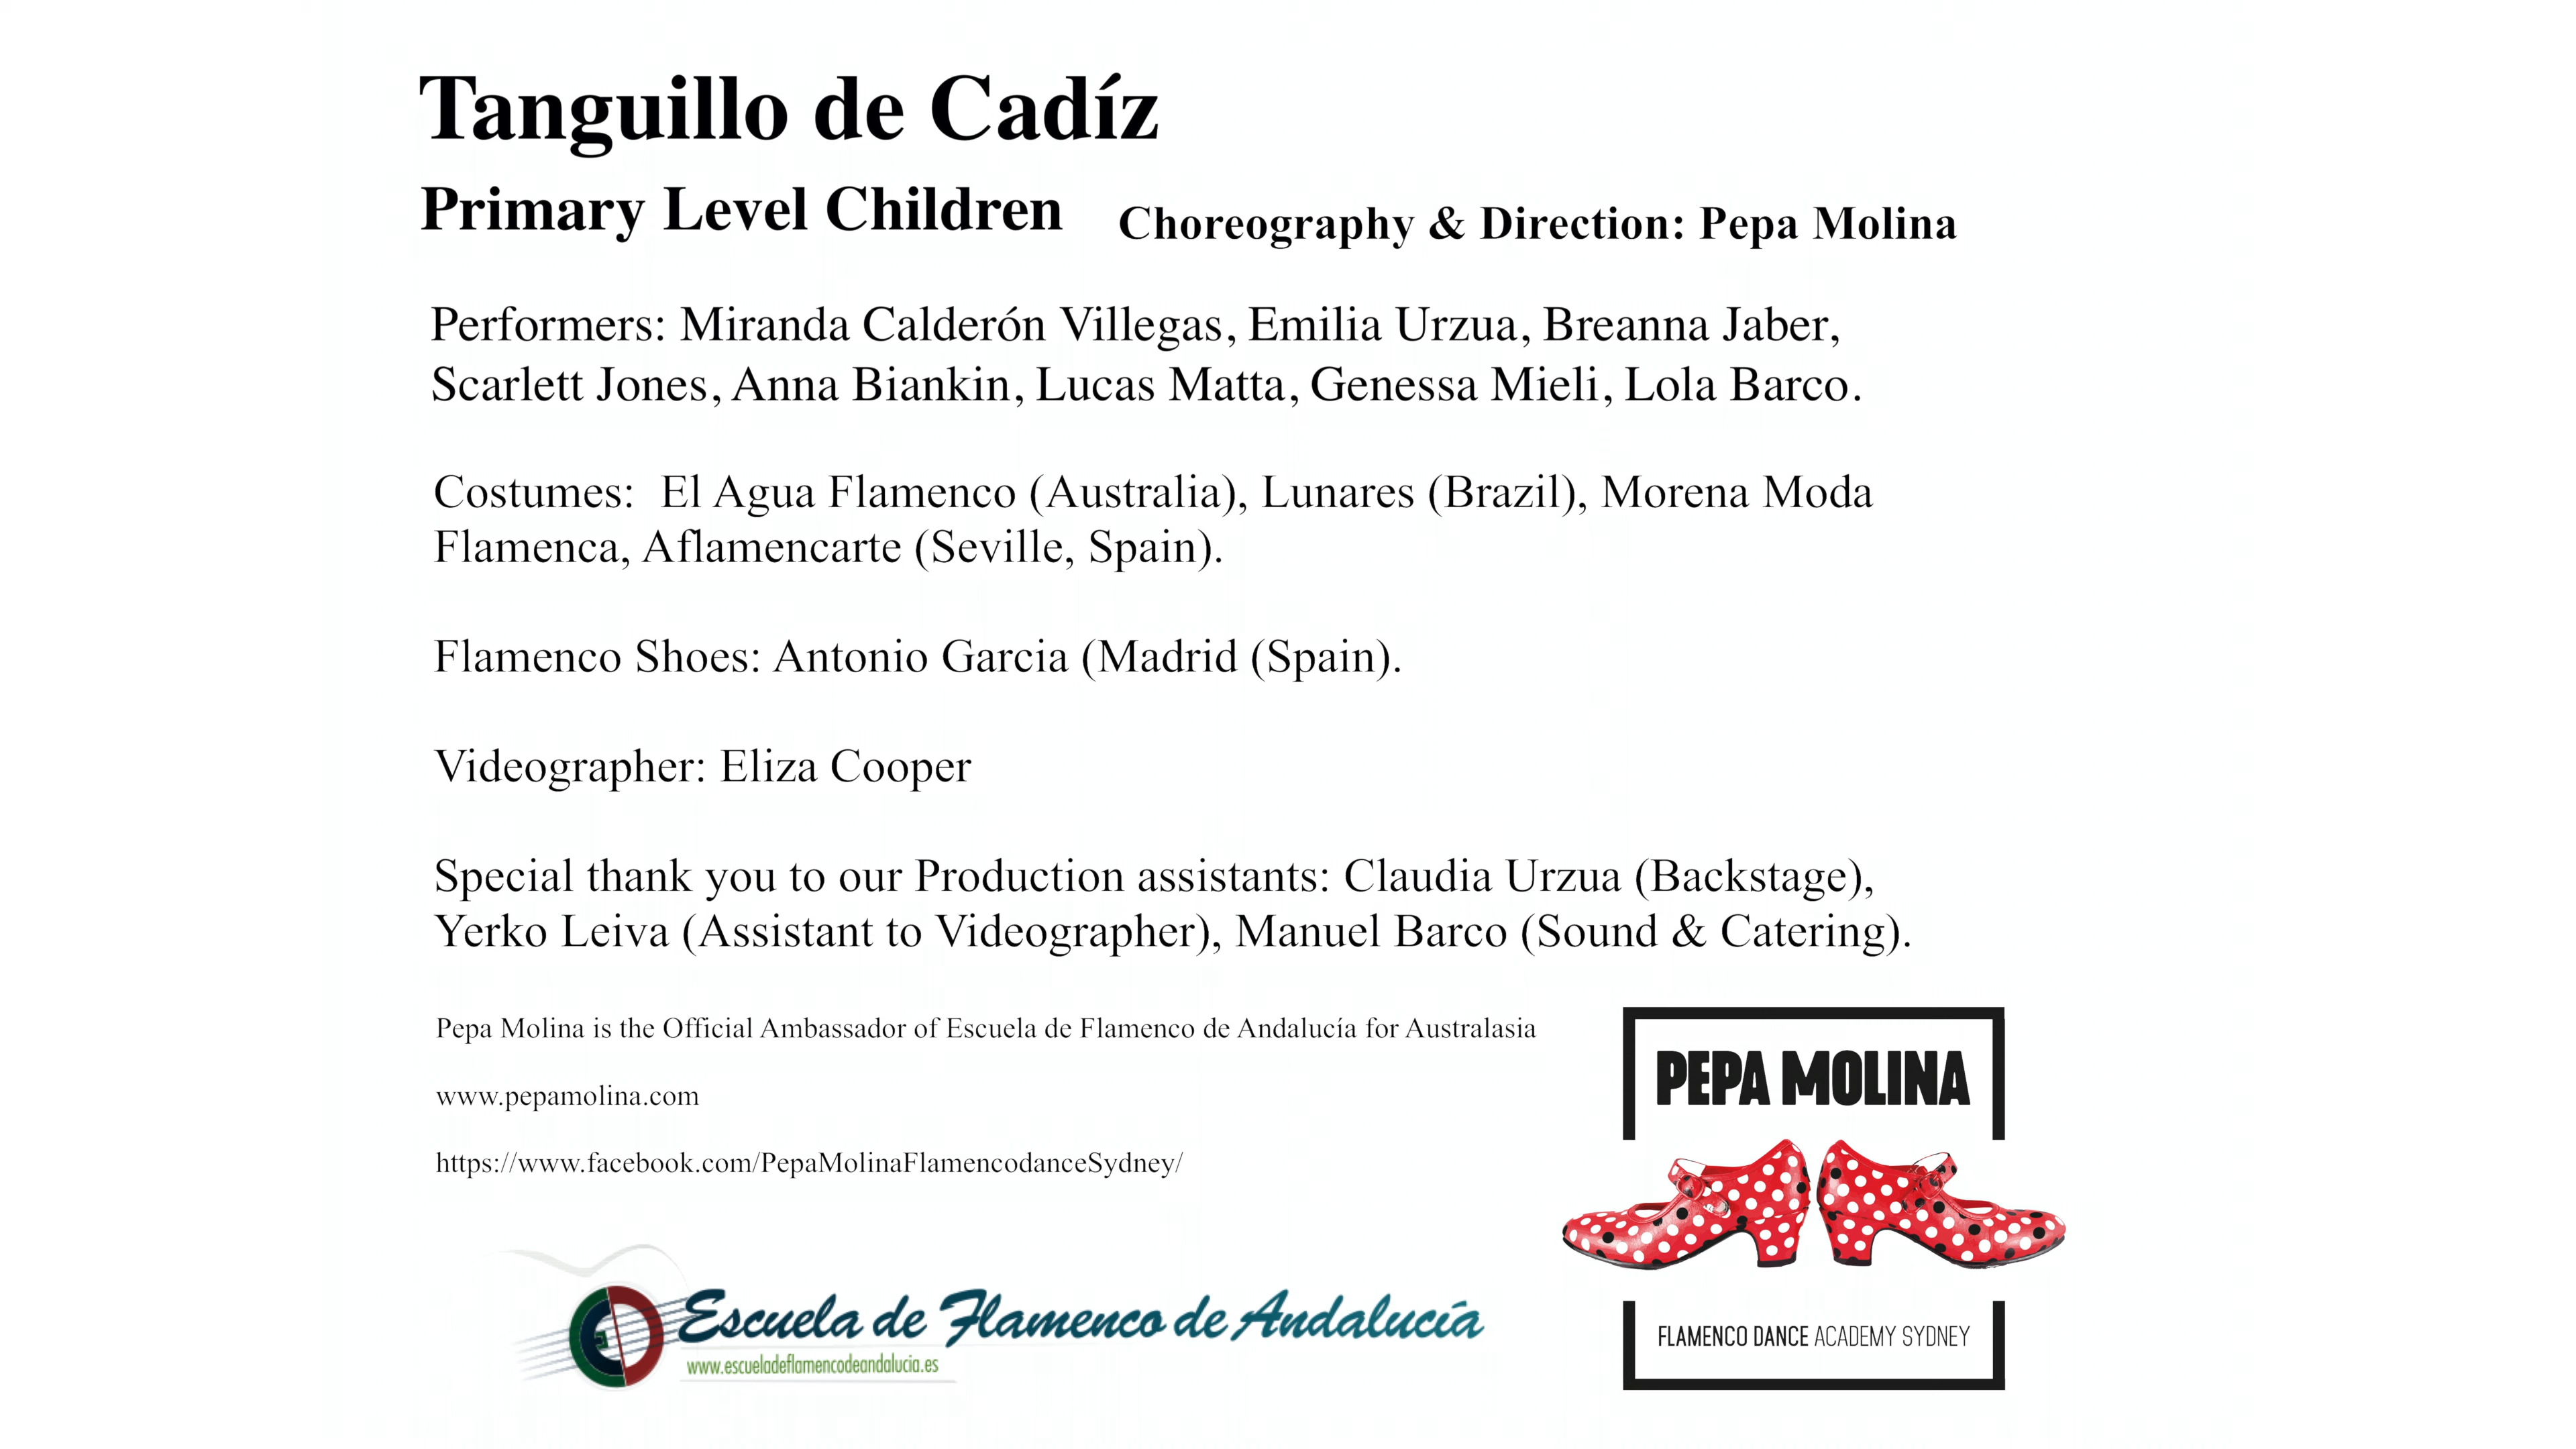 Tanguillo de Cadíz
Primary Level Children Choreography & Direction: Pepa Molina
Performers: Miranda Calderón Villegas, Emilia Urzua, Breanna Jaber,
Scarlett Jones, Anna Biankin, Lucas Matta, Genessa Mieli, Lola Barco.
Costumes: El Agua Flamenco (Australia), Lunares (Brazil), Morena Moda
Flamenca, Aflamencarte (Seville, Spain).
Flamenco Shoes: Antonio Garcia (Madrid (Spain).
Videographer: Eliza Cooper
Special thank you to our Production assistants: Claudia Urzua (Backstage),
Yerko Leiva (Assistant to Videographer), Manuel Barco (Sound & Catering).
Pepa Molina is the Official Ambassador of Escuela de Flamenco de Andalucía for Australasia
www.pepamolina.com
https://www.facebook.com/PepaMolinaFlamencodanceSydney/
PEPA MOLINA
FLAMENCO DANCE ACADEMY SYDNEY
Escuela de Flamenco de Andalucía
www.escueladeflamencodeandalucia.es